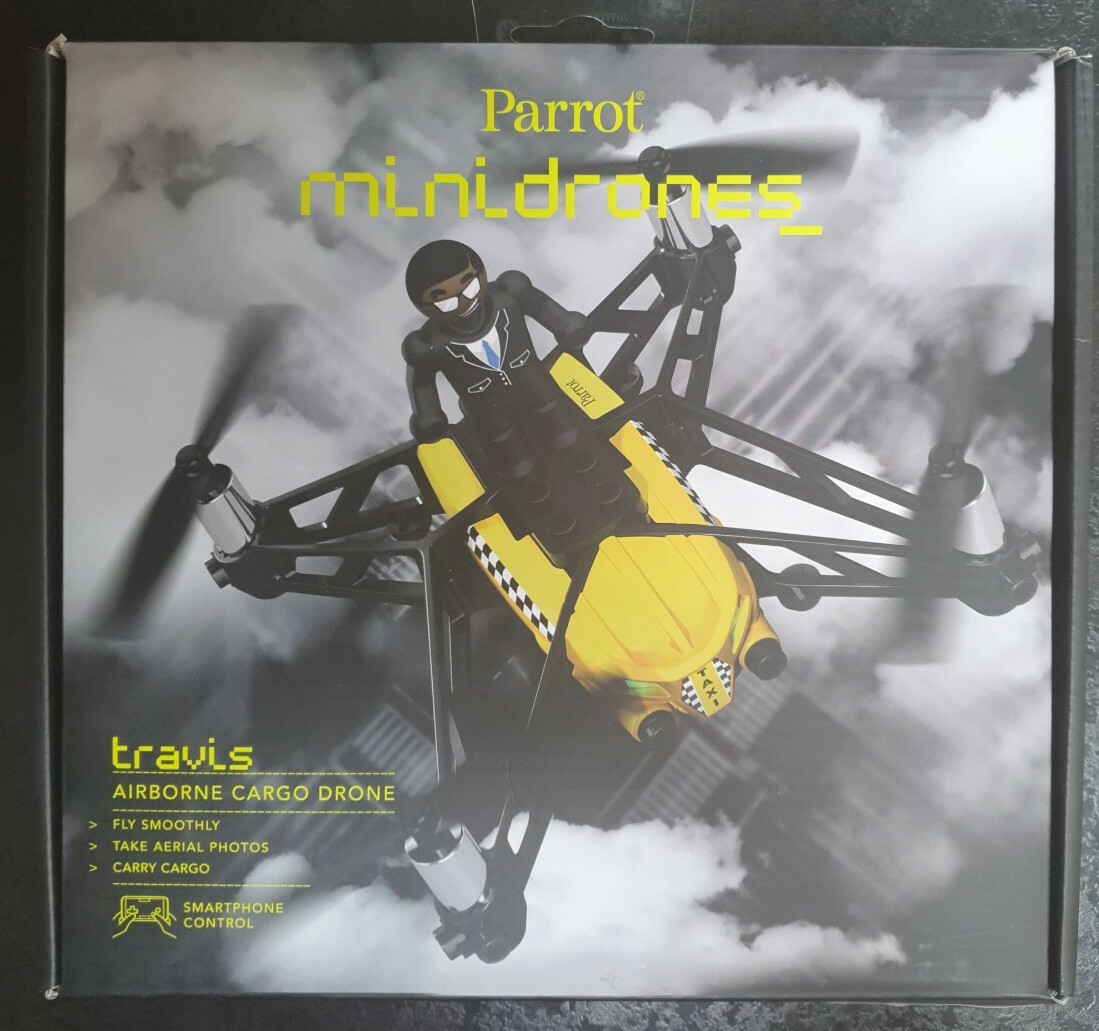 Parrot®
minidrones_
Parrot
TAXI
travis
AIRBORNE CARGO DRONE
> FLY SMOOTHLY
> TAKE AERIAL PHOTOS
> CARRY CARGO
SMARTPHONE
CONTROL